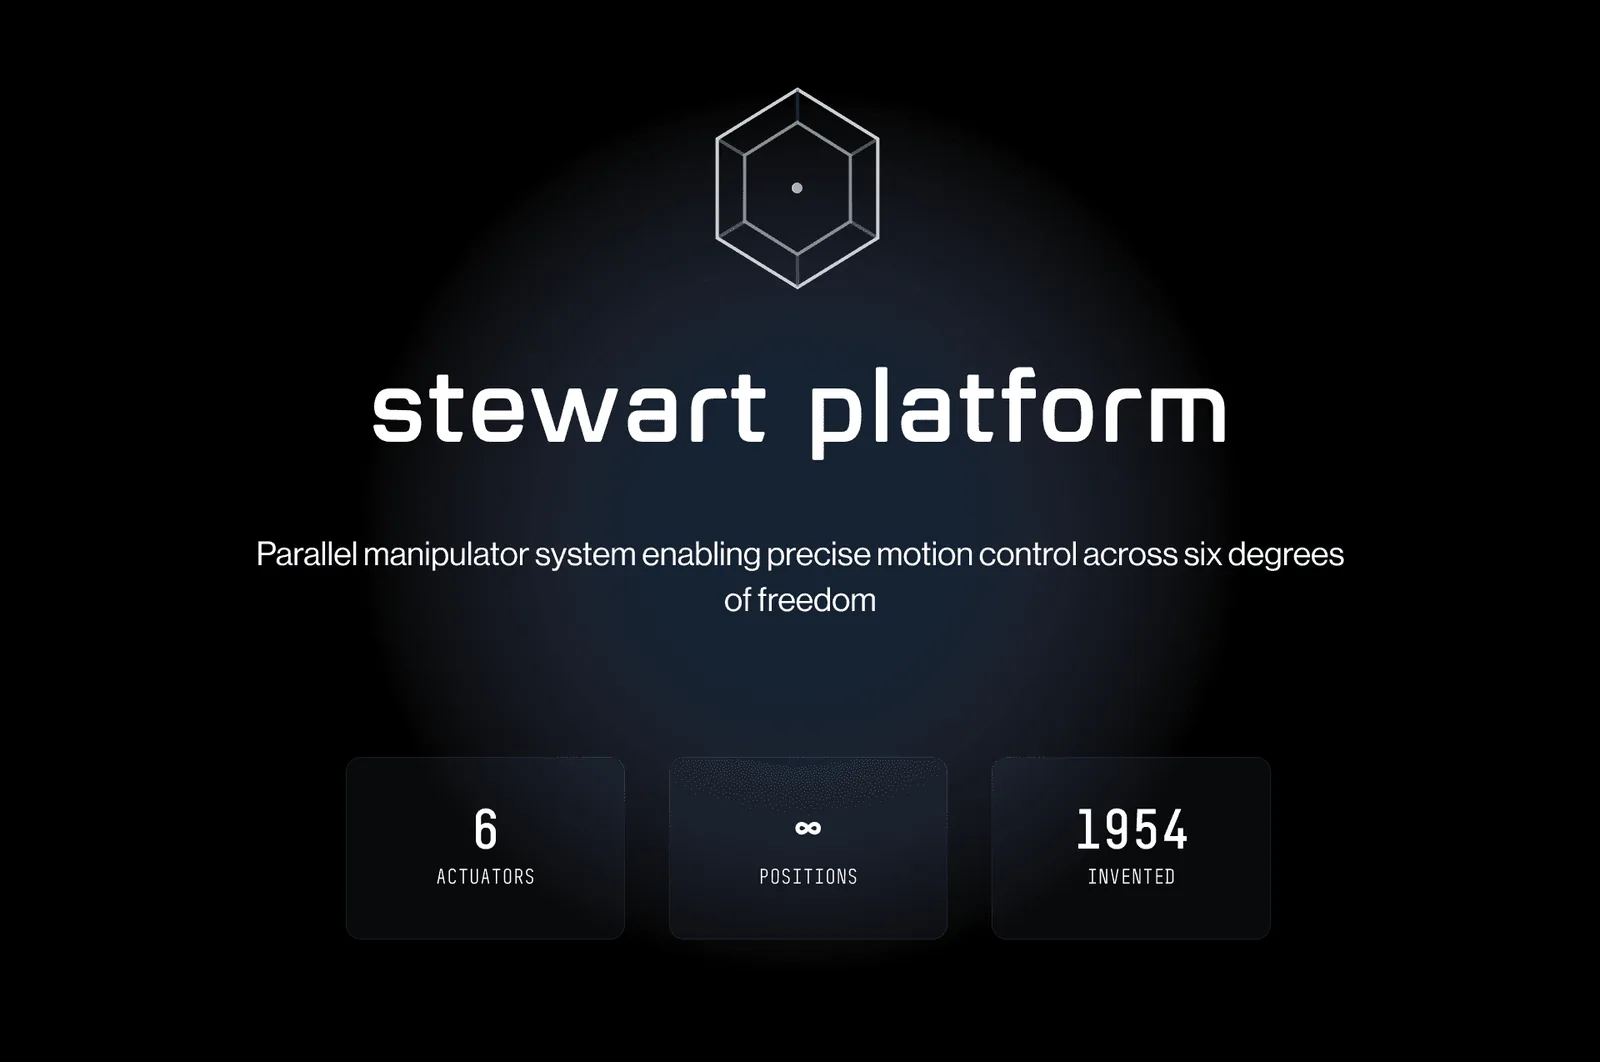 stewart platform
Parallel manipulator system enabling precise motion control across six degrees
of freedom
6
ACTUATORS
∞
POSITIONS
1954
INVENTED